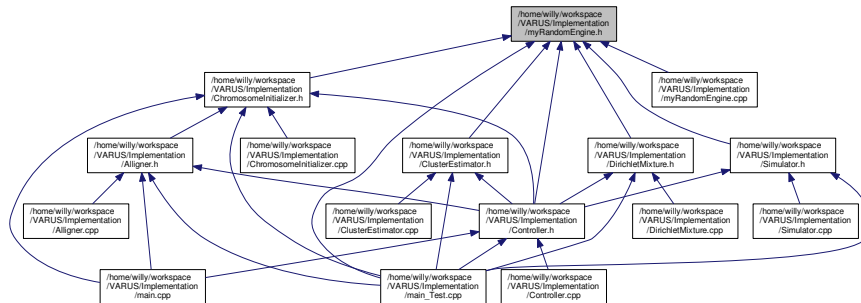 /home/willy/workspace
/VARUS/Implementation
/myRandomEngine.h
/home/willy/workspace
/VARUS/Implementation
/ChromosomeInitializer.h
/home/willy/workspace
/VARUS/Implementation
/myRandomEngine.cpp
/home/willy/workspace
/VARUS/Implementation
/Alligner.h
/home/willy/workspace
/VARUS/Implementation
/ChromosomeInitializer.cpp
/home/willy/workspace
/VARUS/Implementation
/ClusterEstimator.h
/home/willy/workspace
/VARUS/Implementation
/DirichletMixture.h
/home/willy/workspace
/VARUS/Implementation
/Simulator.h
/home/willy/workspace
/VARUS/Implementation
/Alligner.cpp
/home/willy/workspace
/VARUS/Implementation
/ClusterEstimator.cpp
/home/willy/workspace
/VARUS/Implementation
/Controller.h
/home/willy/workspace
/VARUS/Implementation
/DirichletMixture.cpp
/home/willy/workspace
/VARUS/Implementation
/Simulator.cpp
/home/willy/workspace
/VARUS/Implementation
/main.cpp
/home/willy/workspace
/VARUS/Implementation
/main_Test.cpp
/home/willy/workspace
/VARUS/Implementation
/Controller.cpp